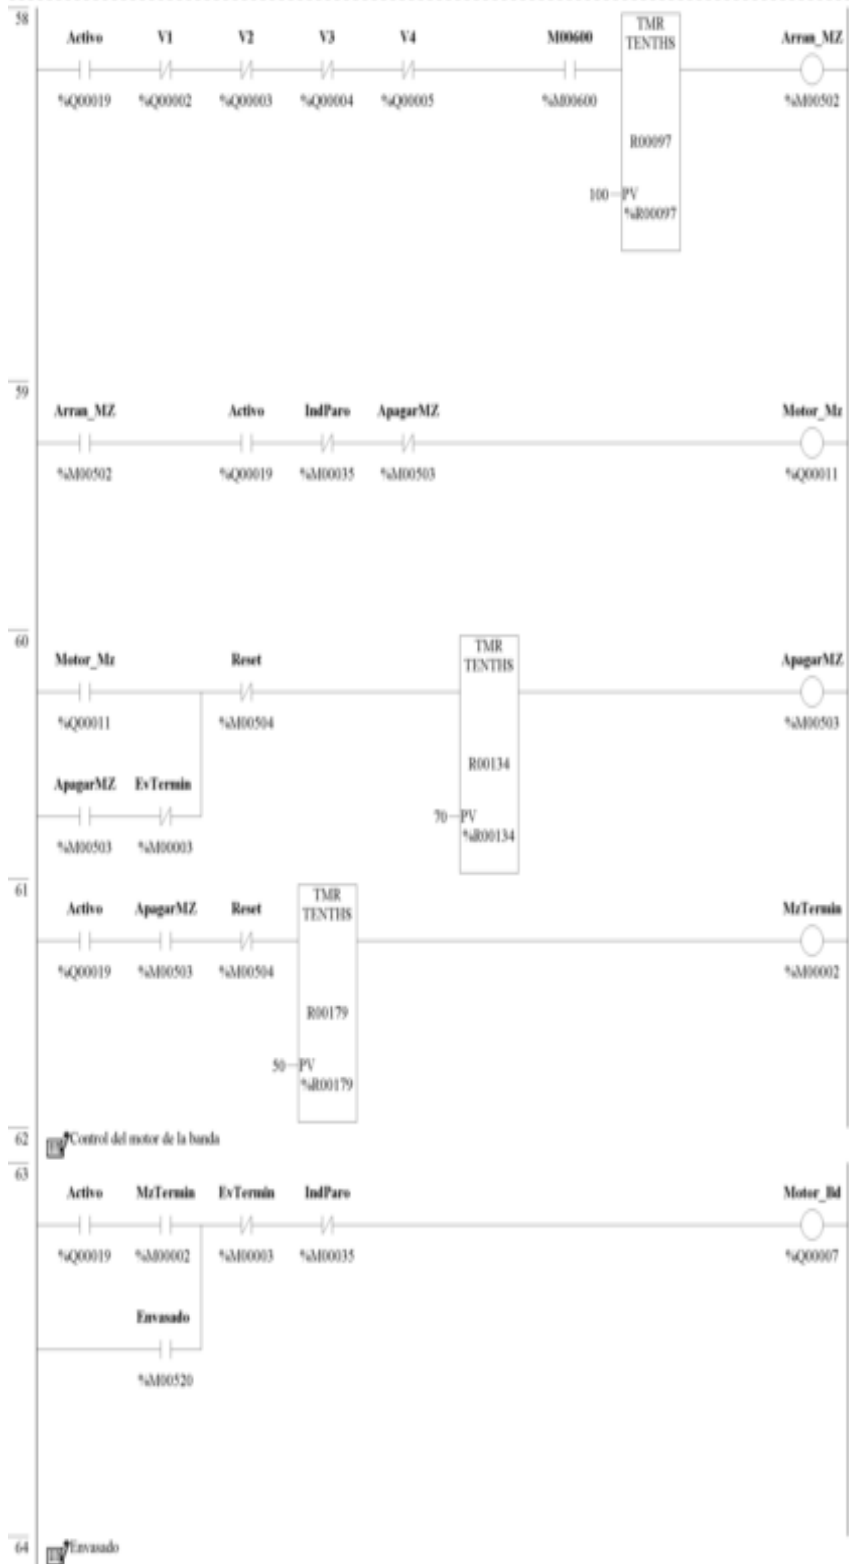 58
Activo V1 V2 V3 V4 M00600 TMR TENTHS Arran_MZ
%Q00019 %Q00002 %Q00003 %Q00004 %Q00005 %M00600 %M00502
R00097
100 PV
%R00097
59
Arran_MZ Activo IndParo ApagarMZ Motor_Mz
%M00502 %Q00019 %M00035 %M00503 %Q00011
60
Motor_Mz Reset TMR TENTHS ApagarMZ
%Q00011 %M00504 %M00503
R00134
ApagarMZ EvTermin
70 PV
%R00134
%M00503 %M00003
61
Activo ApagarMZ Reset TMR TENTHS MzTermin
%Q00019 %M00503 %M00504 %M00002
R00179
50 PV
%R00179
62 Control del motor de la banda
63
Activo MzTermin EvTermin IndParo Motor_Bd
%Q00019 %M00002 %M00003 %M00035 %Q00007
Envasado
%M00520
64 Envasado